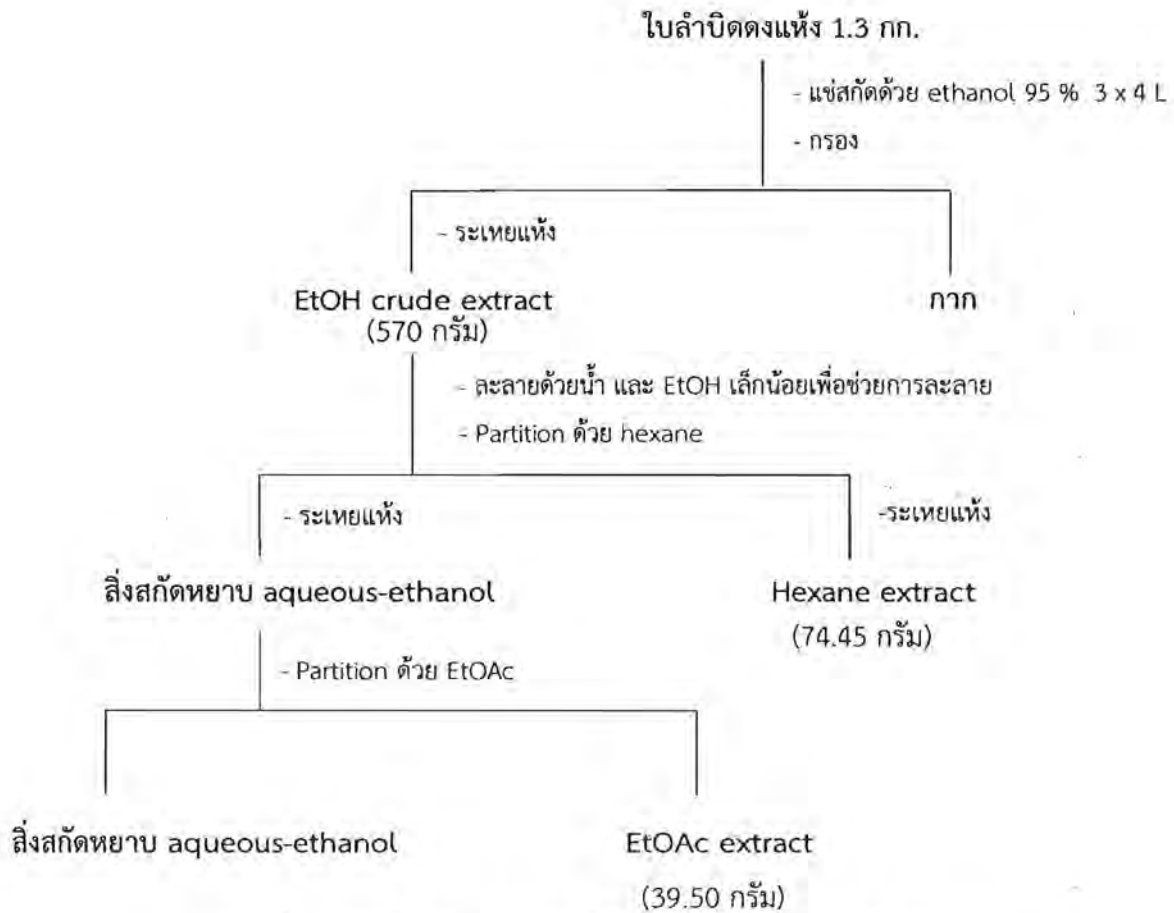 ใบลำบิดดงแห้ง 1.3 กก.
- แช่สกัดด้วย ethanol 95 % 3 x 4 L
- กรอง
- ระเหยแห้ง
EtOH crude extract
(570 กรัม)
กาก
- ละลายด้วยน้ำ และ EtOH เล็กน้อยเพื่อช่วยการละลาย
- Partition ด้วย hexane
- ระเหยแห้ง
-ระเหยแห้ง
สิ่งสกัดหยาบ aqueous-ethanol
Hexane extract
(74.45 กรัม)
- Partition ด้วย EtOAc
สิ่งสกัดหยาบ aqueous-ethanol
EtOAc extract
(39.50 กรัม)